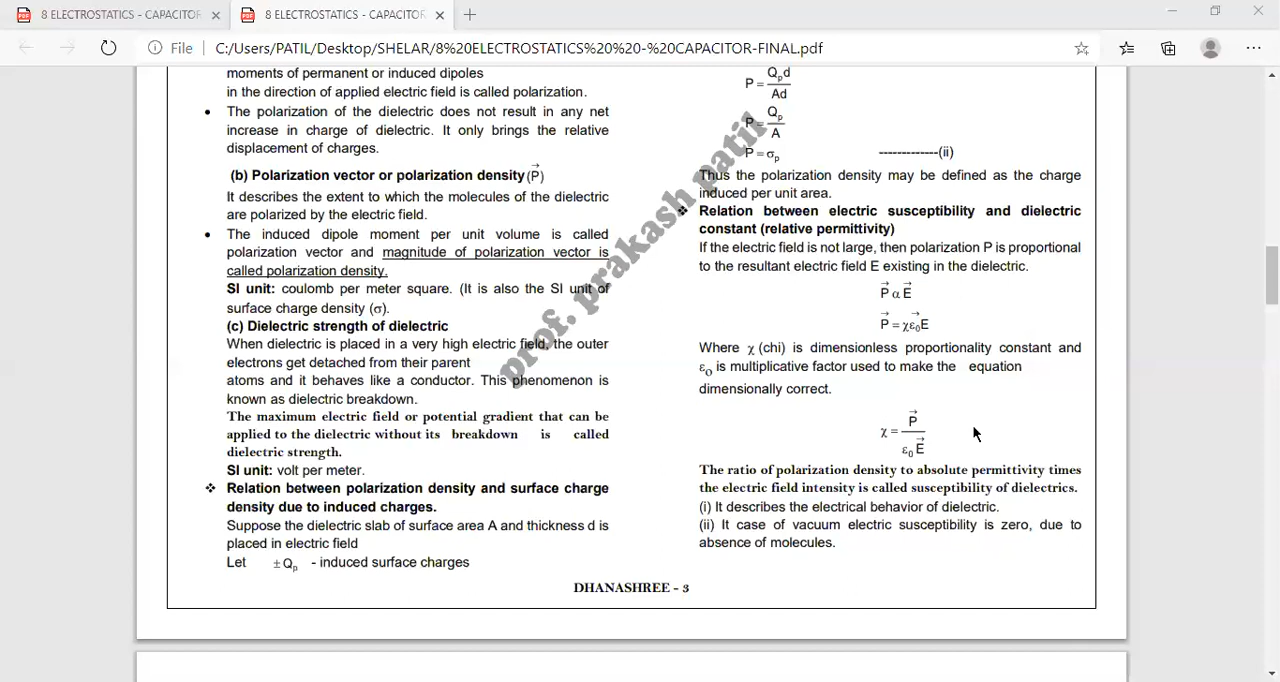 8 ELECTROSTATICS - CAPACITOR
8 ELECTROSTATICS - CAPACITOR
File
C:/Users/PATIL/Desktop/SHELAR/8%20ELECTROSTATICS%20%20-%20CAPACITOR-FINAL.pdf
moments of permanent or induced dipoles
in the direction of applied electric field is called polarization.
• The polarization of the dielectric does not result in any net
increase in charge of dielectric. It only brings the relative
displacement of charges.
(b) Polarization vector or polarization density (P⃗)
It describes the extent to which the molecules of the dielectric
are polarized by the electric field.
• The induced dipole moment per unit volume is called
polarization vector and magnitude of polarization vector is
called polarization density.
SI unit: coulomb per meter square. (It is also the SI unit of
surface charge density (σ).
(c) Dielectric strength of dielectric
When dielectric is placed in a very high electric field, the outer
electrons get detached from their parent
atoms and it behaves like a conductor. This phenomenon is
known as dielectric breakdown.
The maximum electric field or potential gradient that can be
applied to the dielectric without its breakdown is called
dielectric strength.
SI unit: volt per meter.
❖ Relation between polarization density and surface charge
density due to induced charges.
Suppose the dielectric slab of surface area A and thickness d is
placed in electric field
Let ±Qp - induced surface charges
P = Qpd / Ad
P = Qp / A
P = σp -------------(ii)
Thus the polarization density may be defined as the charge
induced per unit area.
❖ Relation between electric susceptibility and dielectric
constant (relative permittivity)
If the electric field is not large, then polarization P is proportional
to the resultant electric field E existing in the dielectric.
P⃗ α E⃗
P⃗ = χε₀E⃗
Where χ (chi) is dimensionless proportionality constant and
ε₀ is multiplicative factor used to make the equation
dimensionally correct.
χ = P⃗ / ε₀ E⃗
The ratio of polarization density to absolute permittivity times
the electric field intensity is called susceptibility of dielectrics.
(i) It describes the electrical behavior of dielectric.
(ii) It case of vacuum electric susceptibility is zero, due to
absence of molecules.
prof. prakash patil
DHANASHREE - 3